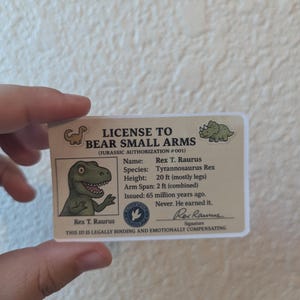 LICENSE TO
BEAR SMALL ARMS
(JURASSIC AUTHORIZATION #001)
Name: Rex T. Raurus
Species: Tyrannosaurus Rex
Height: 20 ft (mostly legs)
Arm Span: 2 ft (combined)
Issued: 65 million years ago.
Never. He earned it.
Rex T. Raurus
Rex Raurus
Signature
THIS ID IS LEGALLY BINDING AND EMOTIONALLY COMPENSATING